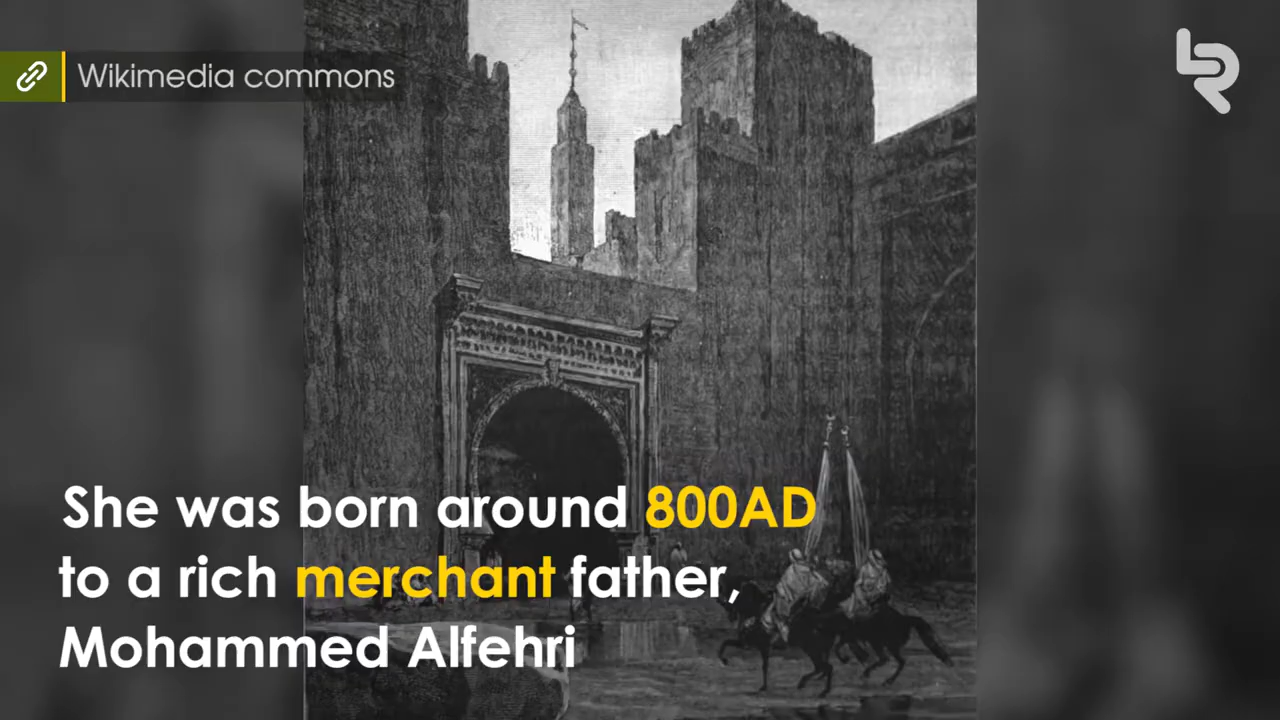 Wikimedia commons
She was born around 800AD
to a rich merchant father,
Mohammed Alfehri